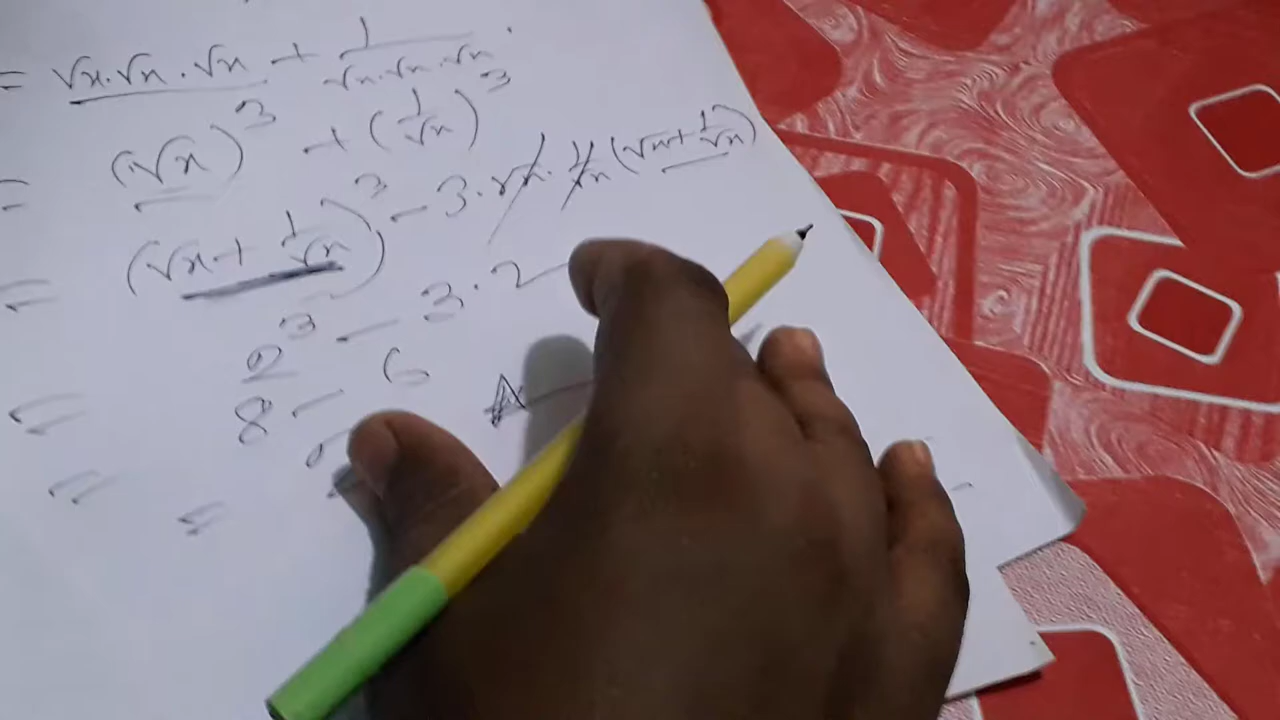 = √x.√x.√x + 1/√x.√x.√x
= (√x)³ + (1/√x)³
= (√x + 1/√x)³ - 3.√x.1/√x (√x + 1/√x)
= 2³ - 3.2
= 8 - 6
=